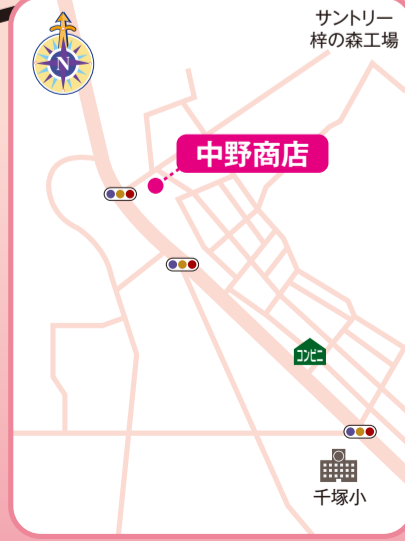 サントリー
梓の森工場
N
中野商店
コンビニ
千塚小